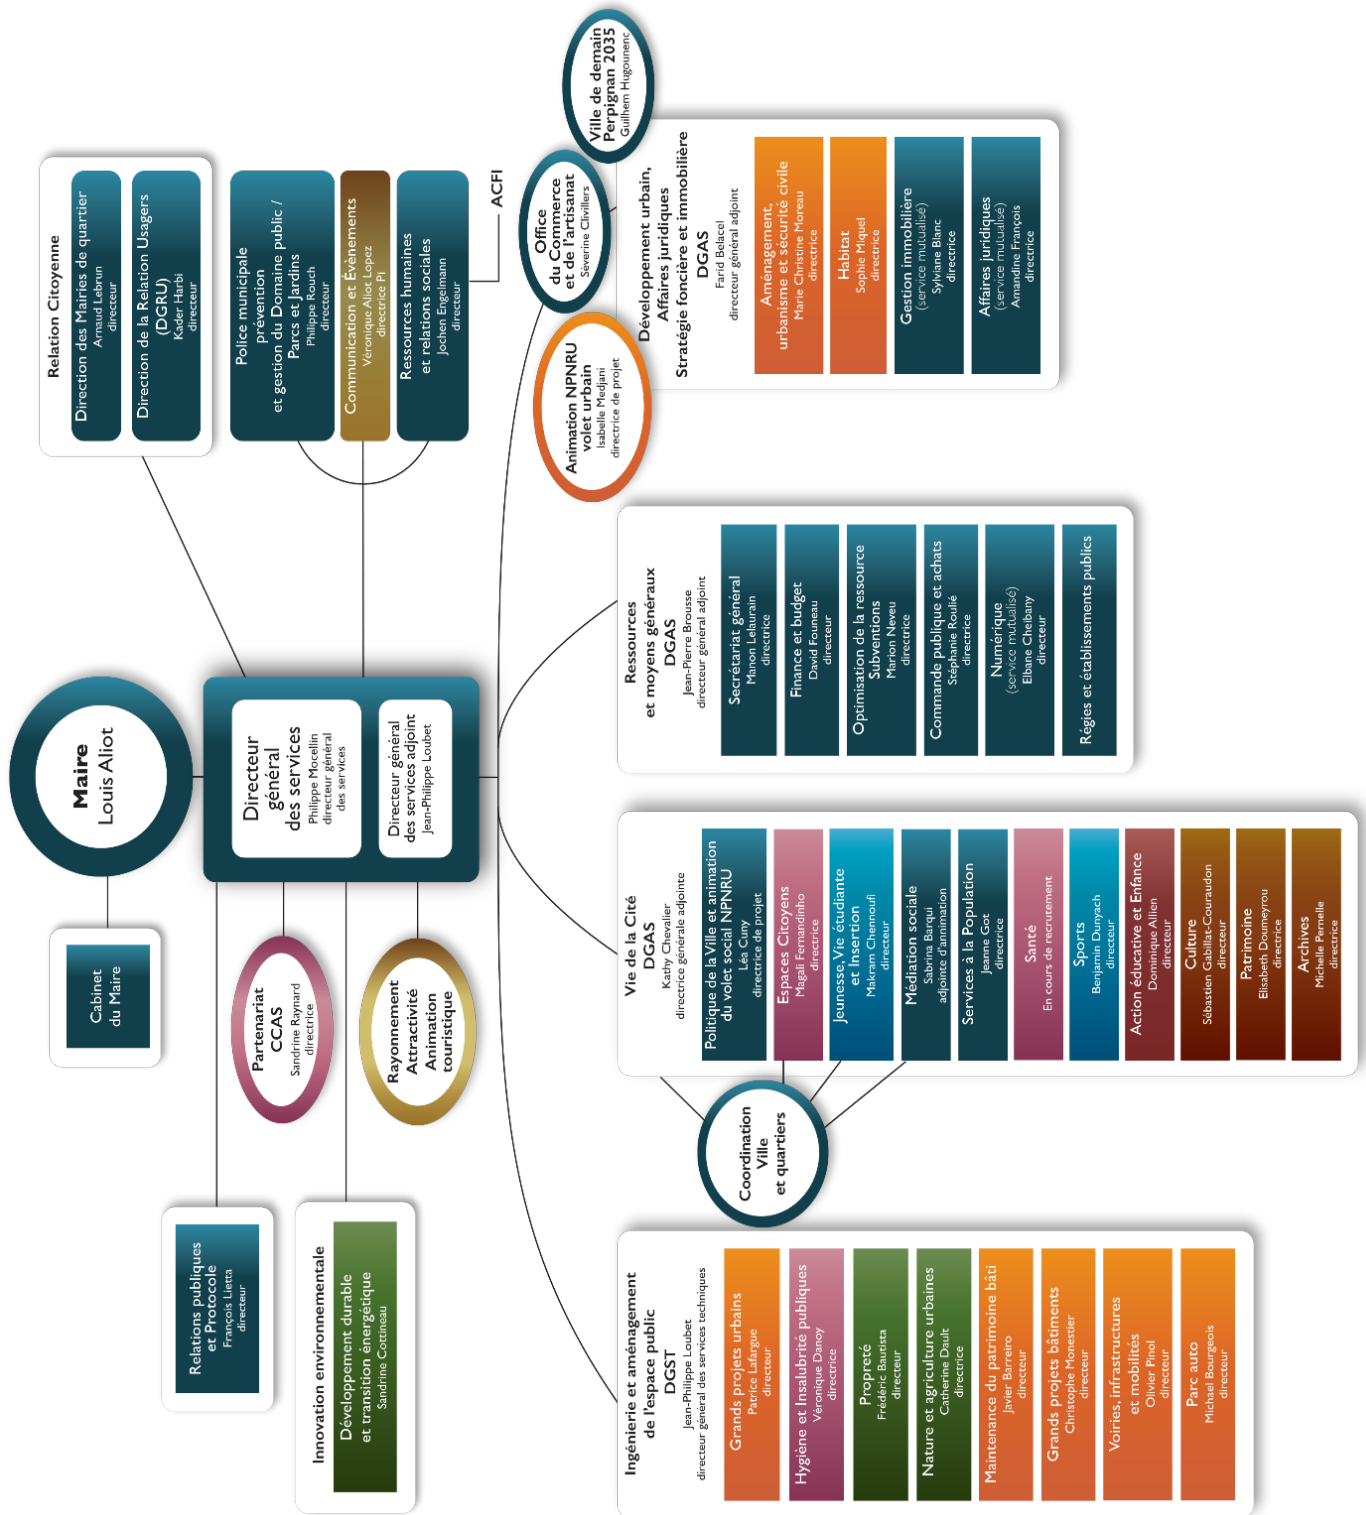 Maire
Louis Aliot
Cabinet
du Maire
Directeur
général
des services
Philippe Mocellin
directeur général
des services
Directeur général
des services adjoint
Jean-Philippe Loubet
Relations publiques
et Protocole
François Lietta
directeur
Innovation environnementale
Développement durable
et transition énergétique
Sandrine Cottineau
Partenariat
CCAS
Sandrine Raynard
directrice
Rayonnement
Attractivité
Animation
touristique
Relation Citoyenne
Direction des Mairies de quartier
Arnaud Lebrun
directeur
Direction de la Relation Usagers
(DGRU)
Kader Harbi
directeur
Police municipale
prévention
et gestion du Domaine public /
Parcs et Jardins
Philippe Rouch
directeur
Communication et Évènements
Véronique Aliot Lopez
directrice Pi
Ressources humaines
et relations sociales
Jochen Engelmann
directeur
ACFI
Ingénierie et aménagement
de l'espace public
DGST
Jean-Philippe Loubet
directeur général des services techniques
Grands projets urbains
Patrice Lafargue
directeur
Hygiène et Insalubrité publiques
Véronique Danoy
directrice
Propreté
Frédéric Bautista
directeur
Nature et agriculture urbaines
Catherine Dault
directrice
Maintenance du patrimoine bâti
Javier Barreiro
directeur
Grands projets bâtiments
Christophe Monestier
directeur
Voiries, infrastructures
et mobilités
Olivier Pinol
directeur
Parc auto
Michael Bourgeois
directeur
Coordination
Ville
et quartiers
Vie de la Cité
DGAS
Kathy Chevalier
directrice générale adjointe
Politique de la Ville et animation
du volet social NPNRU
Léa Cuny
directrice de projet
Espaces Citoyens
Magali Fernandinho
directrice
Jeunesse, Vie étudiante
et Insertion
Makram Chennoufi
directeur
Médiation sociale
Sabrina Barqui
adjointe d'amination
Services à la Population
Jeanne Got
directrice
Santé
En cours de recrutement
Sports
Benjamin Dunyach
directeur
Action éducative et Enfance
Dominique Allien
directeur
Culture
Sébastien Gabillat-Couraudon
directeur
Patrimoine
Elisabeth Doumeyrou
directrice
Archives
Michelle Pernelle
directrice
Ressources
et moyens généraux
DGAS
Jean-Pierre Brousse
directeur général adjoint
Secrétariat général
Manon Lelaurain
directrice
Finance et budget
David Founeau
directeur
Optimisation de la ressource
Subventions
Marion Neveu
directrice
Commande publique et achats
Stéphanie Roulié
directrice
Numérique
(service mutualisé)
Elbane Cheibany
directeur
Régies et établissements publics
Animation NPNRU
volet urbain
Isabelle Medjani
directrice de projet
Office
du Commerce
et de l'artisanat
Séverine Clivillers
Ville de demain
Perpignan 2035
Guilhem Hugounenc
Développement urbain,
Affaires juridiques
Stratégie foncière et immobilière
DGAS
Farid Belacel
directeur général adjoint
Aménagement,
urbanisme et sécurité civile
Marie Christine Moreau
directrice
Habitat
Sophie Miquel
directrice
Gestion immobilière
(service mutualisé)
Sylviane Blanc
directrice
Affaires juridiques
(service mutualisé)
Amandine François
directrice